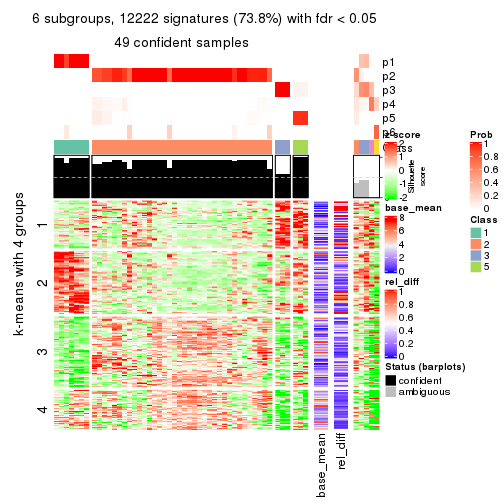 6 subgroups, 12222 signatures (73.8%) with fdr < 0.05
49 confident samples
p1
p2
p3
p4
p5
p6
k-means with 4 groups
1
2
3
4
z-score
2
1
0
-1
-2
Class
Silhouette
score
base_mean
8
6
4
2
0
rel_diff
1
0.8
0.6
0.4
0.2
0
Status (barplots)
confident
ambiguous
Prob
1
0.8
0.6
0.4
0.2
0
Class
1
2
3
5
base_mean
rel_diff